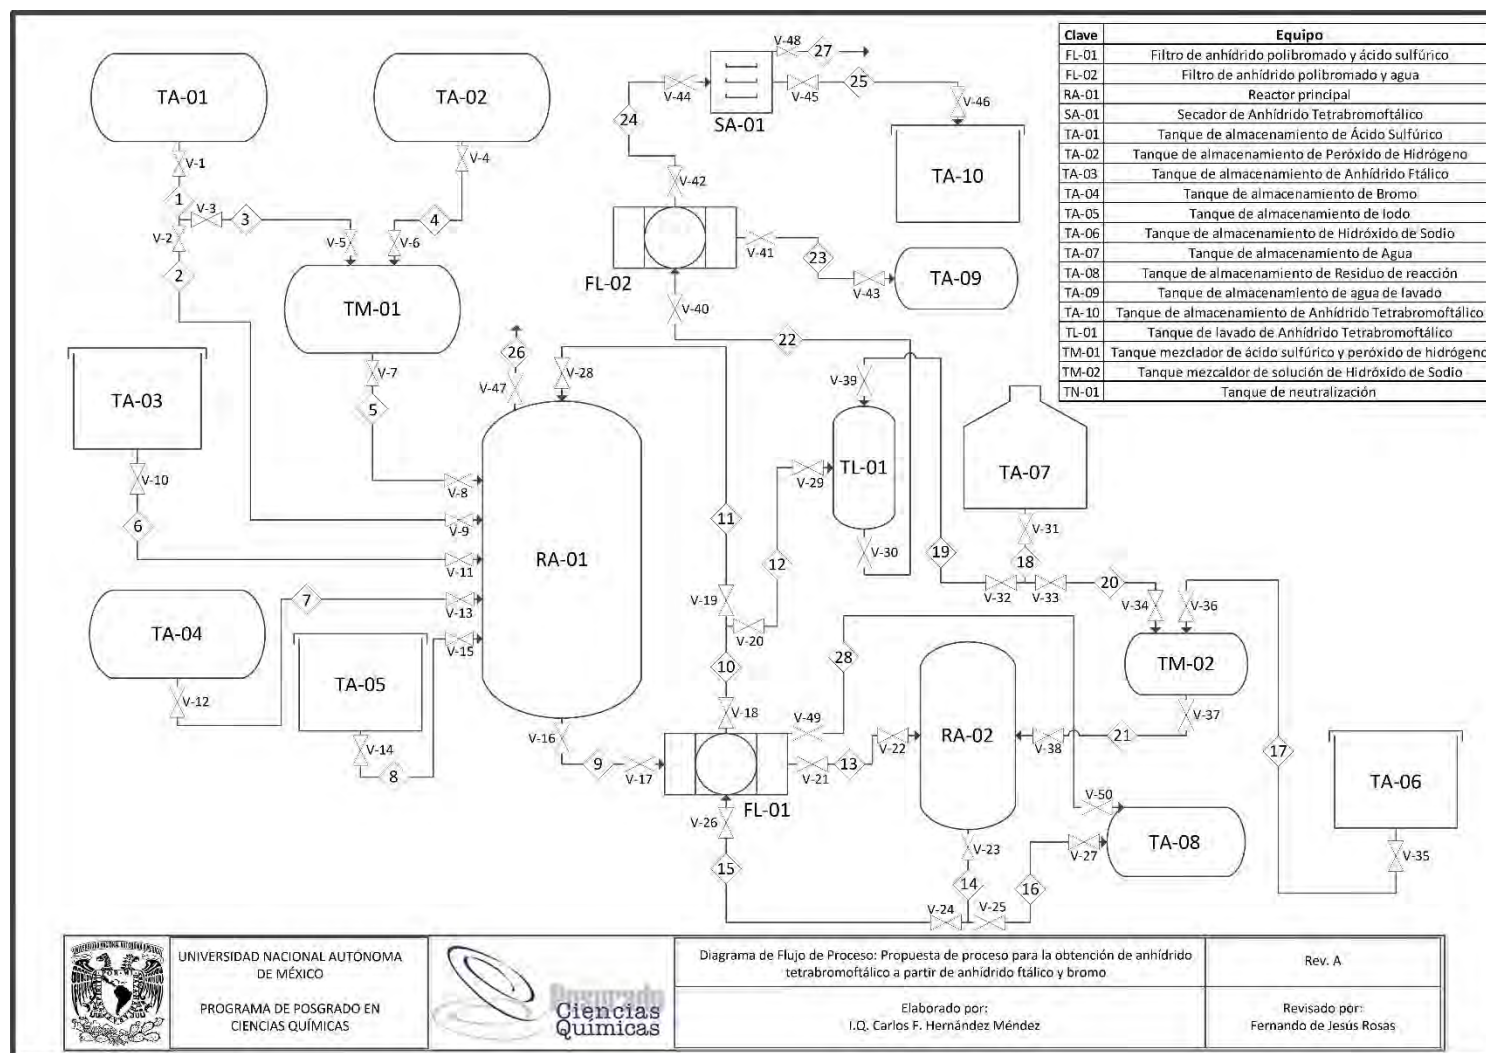 Clave Equipo
FL-01 Filtro de anhídrido polibromado y ácido sulfúrico
FL-02 Filtro de anhídrido polibromado y agua
RA-01 Reactor principal
SA-01 Secador de Anhídrido Tetrabromoftálico
TA-01 Tanque de almacenamiento de Ácido Sulfúrico
TA-02 Tanque de almacenamiento de Peróxido de Hidrógeno
TA-03 Tanque de almacenamiento de Anhídrido Ftálico
TA-04 Tanque de almacenamiento de Bromo
TA-05 Tanque de almacenamiento de Iodo
TA-06 Tanque de almacenamiento de Hidróxido de Sodio
TA-07 Tanque de almacenamiento de Agua
TA-08 Tanque de almacenamiento de Residuo de reacción
TA-09 Tanque de almacenamiento de agua de lavado
TA-10 Tanque de almacenamiento de Anhídrido Tetrabromoftálico
TL-01 Tanque de lavado de Anhídrido Tetrabromoftálico
TM-01 Tanque mezclador de ácido sulfúrico y peróxido de hidrógeno
TM-02 Tanque mezcaldor de solución de Hidróxido de Sodio
TN-01 Tanque de neutralización
TA-01
TA-02
V-1
1
V-3
3
V-2
2
V-4
4
V-5
V-6
TM-01
V-7
5
V-8
V-9
TA-03
V-10
6
V-11
TA-04
V-12
7
V-13
TA-05
V-14
8
V-15
RA-01
26
V-47
V-28
V-16
9
V-17
FL-01
V-18
10
V-19
11
V-20
12
V-29
TL-01
V-39
V-30
22
V-40
FL-02
V-41
23
V-43
TA-09
V-42
24
V-44
SA-01
V-48
27
V-45
25
V-46
TA-10
TA-07
V-31
18
19
V-32
V-33
20
V-34
V-36
TM-02
V-37
21
V-38
17
TA-06
V-35
V-49
28
V-50
V-21
13
V-22
RA-02
V-23
14
V-24
V-25
15
V-26
16
V-27
TA-08
UNIVERSIDAD NACIONAL AUTÓNOMA
DE MÉXICO
PROGRAMA DE POSGRADO EN
CIENCIAS QUÍMICAS
Posgrado
Ciencias
Químicas
Diagrama de Flujo de Proceso: Propuesta de proceso para la obtención de anhídrido
tetrabromoftálico a partir de anhídrido ftálico y bromo
Elaborado por:
I.Q. Carlos F. Hernández Méndez
Rev. A
Revisado por:
Fernando de Jesús Rosas